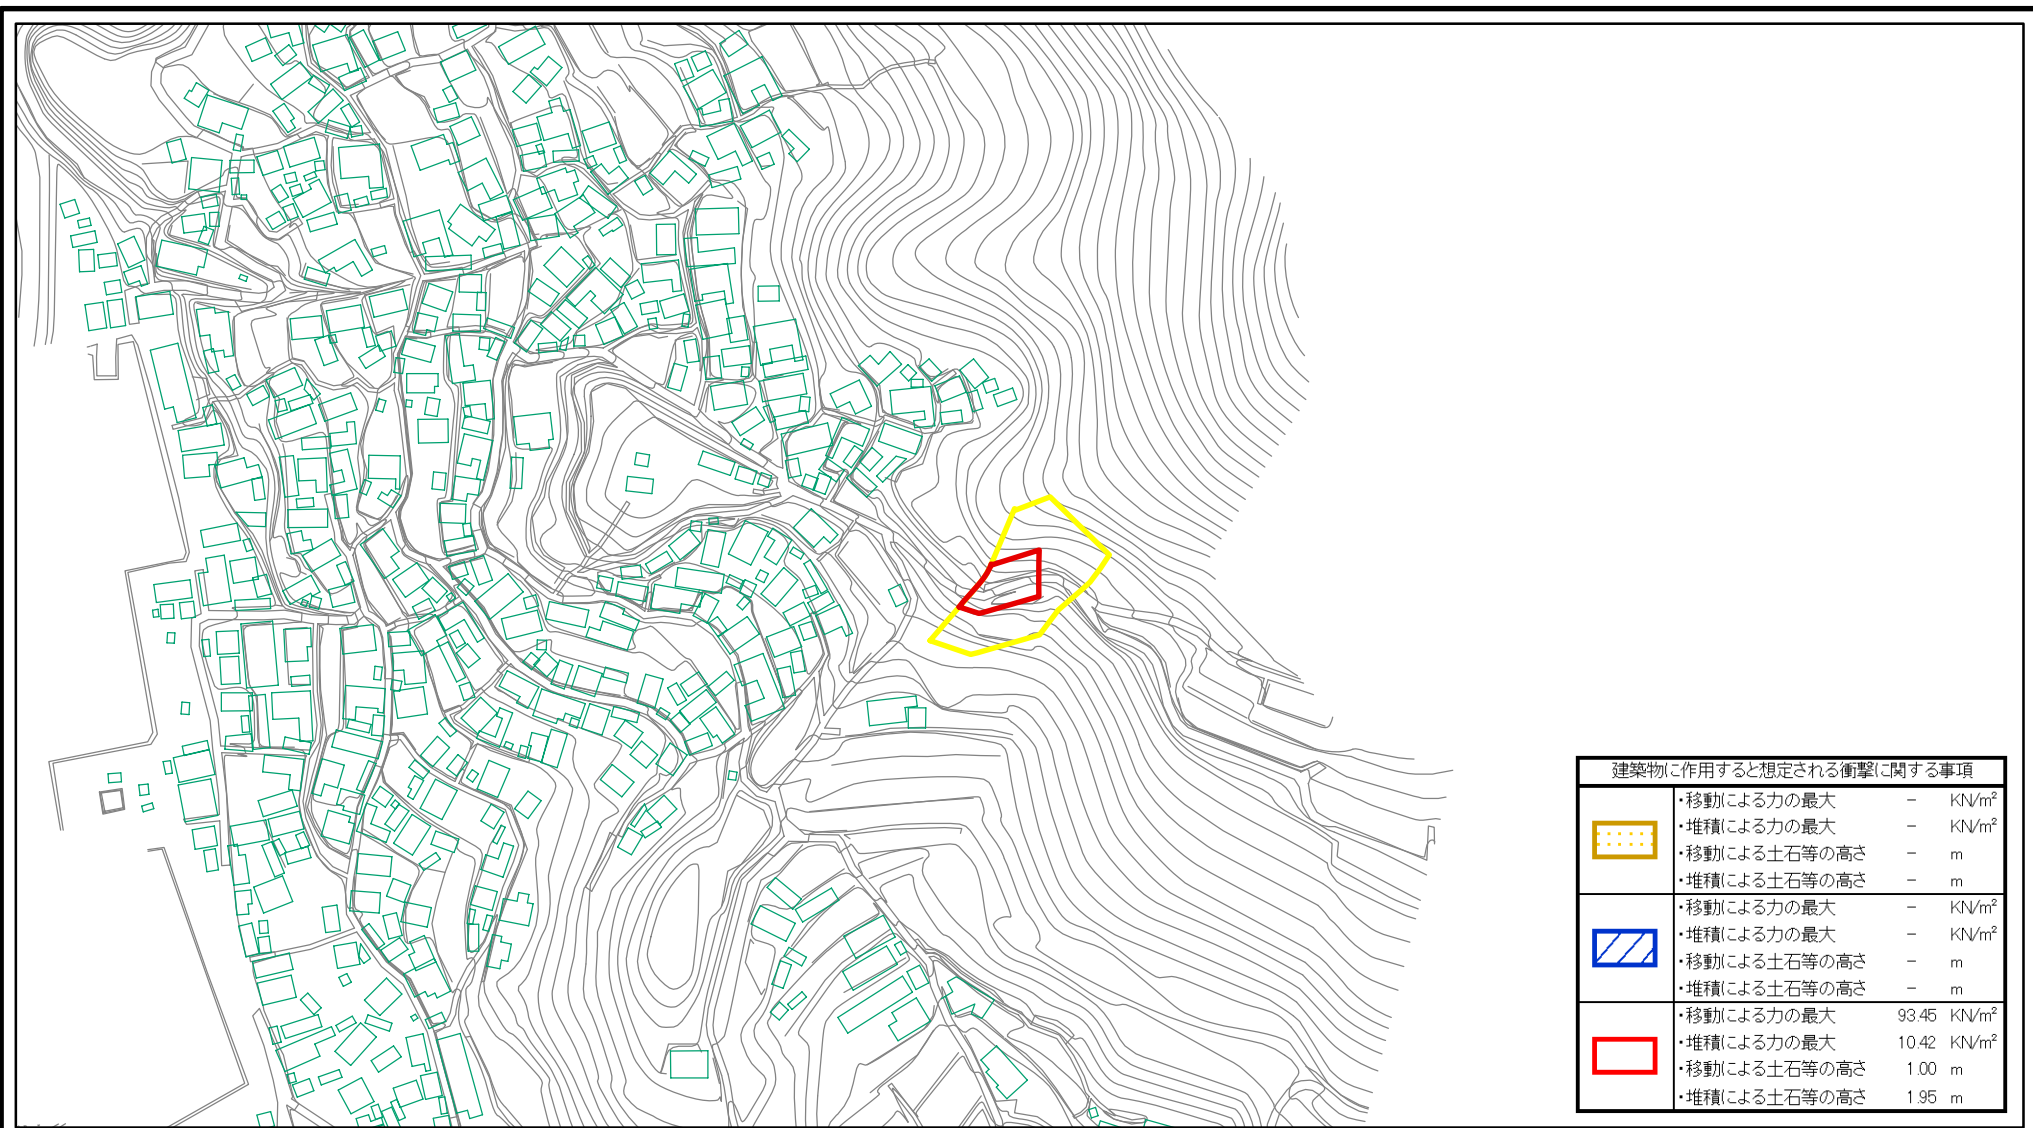 建築物に作用すると想定される衝撃に関する事項
・移動による力の最大 － KN/m²
・堆積による力の最大 － KN/m²
・移動による土石等の高さ － m
・堆積による土石等の高さ － m
・移動による力の最大 － KN/m²
・堆積による力の最大 － KN/m²
・移動による土石等の高さ － m
・堆積による土石等の高さ － m
・移動による力の最大 93.45 KN/m²
・堆積による力の最大 10.42 KN/m²
・移動による土石等の高さ 1.00 m
・堆積による土石等の高さ 1.95 m